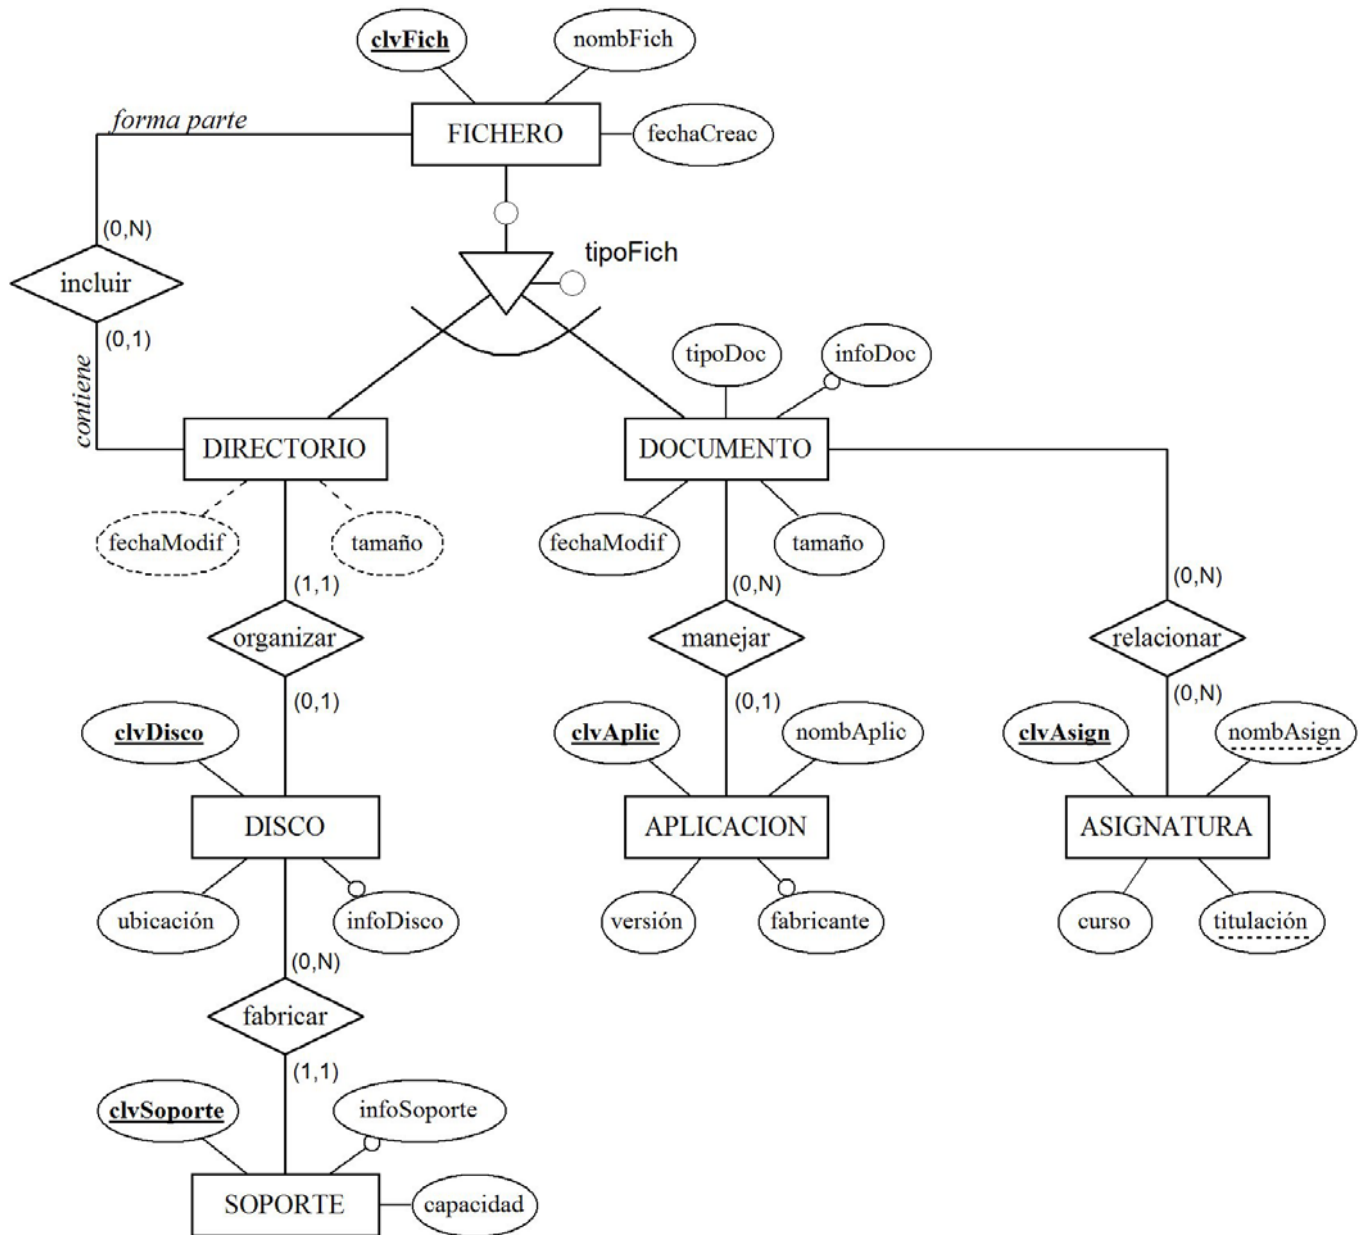 clvFich
nombFich
forma parte
FICHERO
fechaCreac
(0,N)
tipoFich
incluir
(0,1)
contiene
tipoDoc
infoDoc
DIRECTORIO
DOCUMENTO
fechaModif
tamaño
fechaModif
tamaño
(1,1)
(0,N)
(0,N)
organizar
manejar
relacionar
(0,1)
(0,1)
(0,N)
clvDisco
clvAplic
nombAplic
clvAsign
nombAsign
DISCO
APLICACION
ASIGNATURA
ubicación
infoDisco
versión
fabricante
curso
titulación
(0,N)
fabricar
(1,1)
clvSoporte
infoSoporte
SOPORTE
capacidad